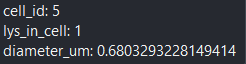 cell_id: 5
lys_in_cell: 1
diameter_um: 0.6803293228149414